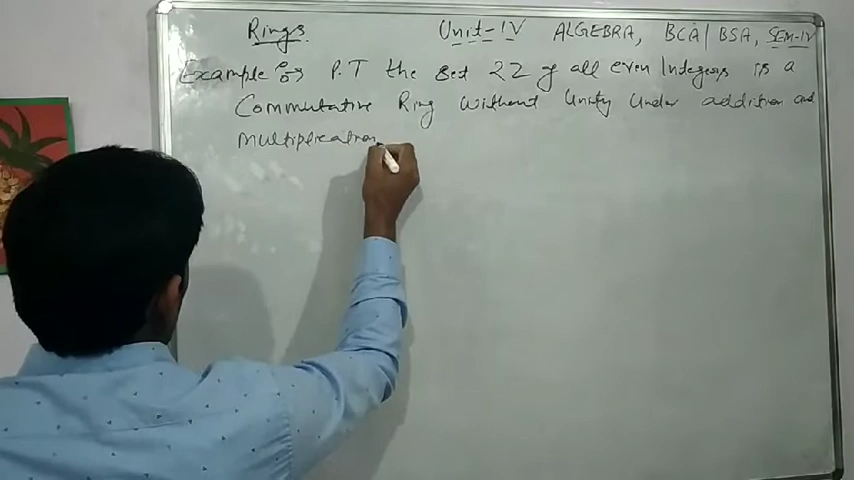 Rings. Unit-IV ALGEBRA, BCA/BSA, SEM-IV
Example :-> P.T the Set 2Z of all even Integers is a
Commutative Ring without Unity Under addition and
Multiplication